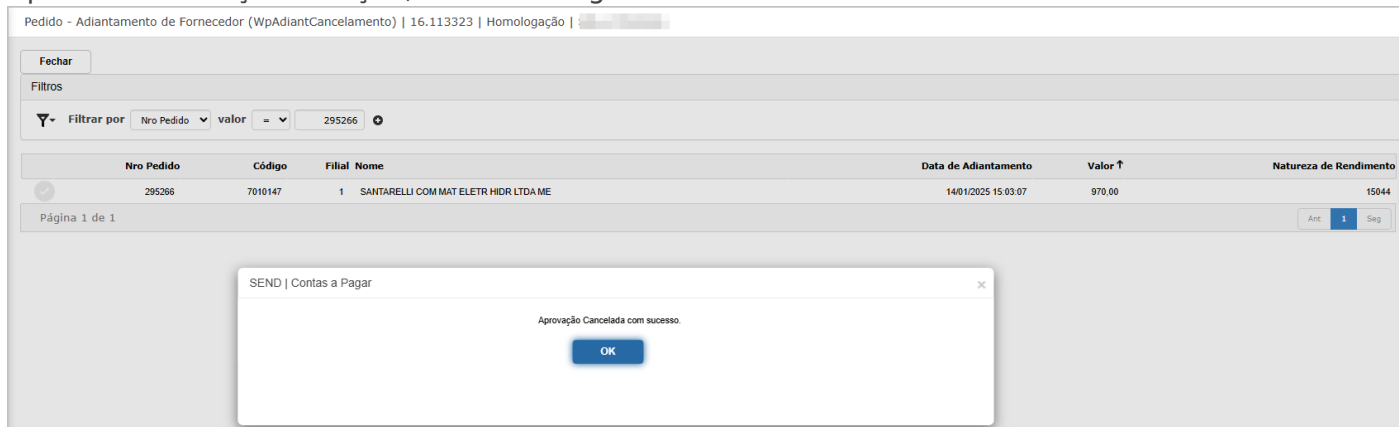 Pedido - Adiantamento de Fornecedor (WpAdiantCancelamento) | 16.113323 | Homologação |
Fechar
Filtros
Filtrar por Nro Pedido valor = 295266
Nro Pedido Código Filial Nome Data de Adiantamento Valor ↑ Natureza de Rendimento
295266 7010147 1 SANTARELLI COM MAT ELETR HIDR LTDA ME 14/01/2025 15:03:07 970,00 15044
Página 1 de 1 Ant 1 Seg
SEND | Contas a Pagar ×
Aprovação Cancelada com sucesso.
OK